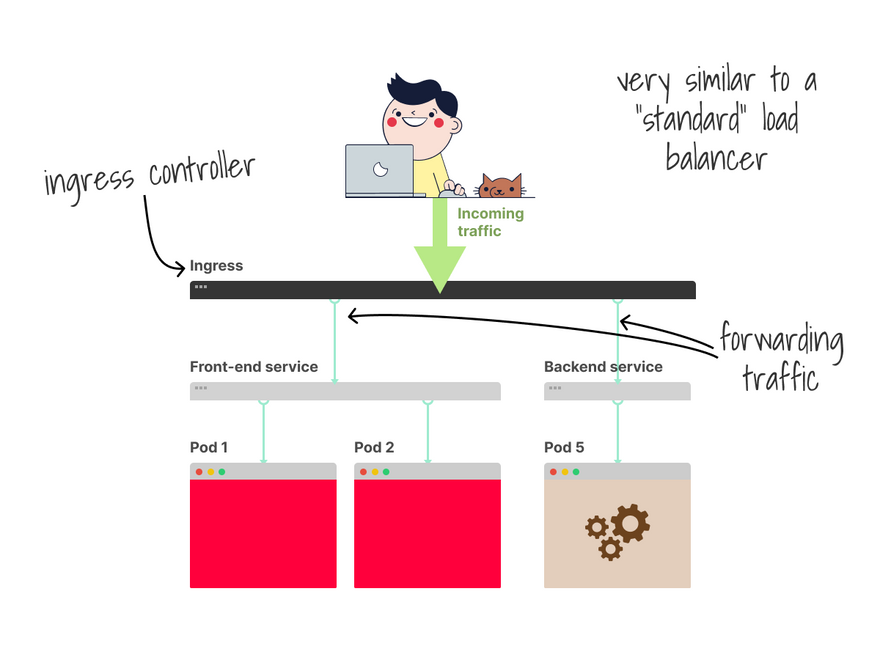 very similar to a
"standard" load
balancer
ingress controller
Incoming
traffic
Ingress
forwarding
traffic
Front-end service
Backend service
Pod 1
Pod 2
Pod 5